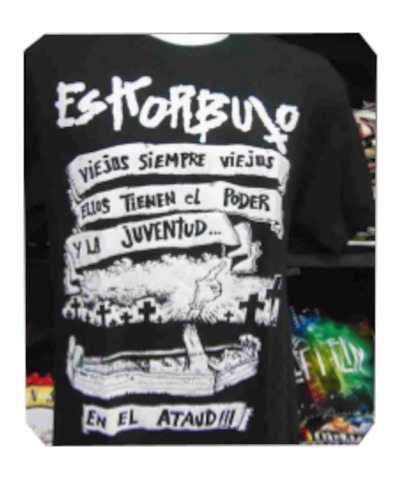 ESKORBUTO
VIEJOS SIEMPRE VIEJOS
ELLOS TIENEN El PODER
Y LA JUVENTUD...
EN EL ATAUD!!!